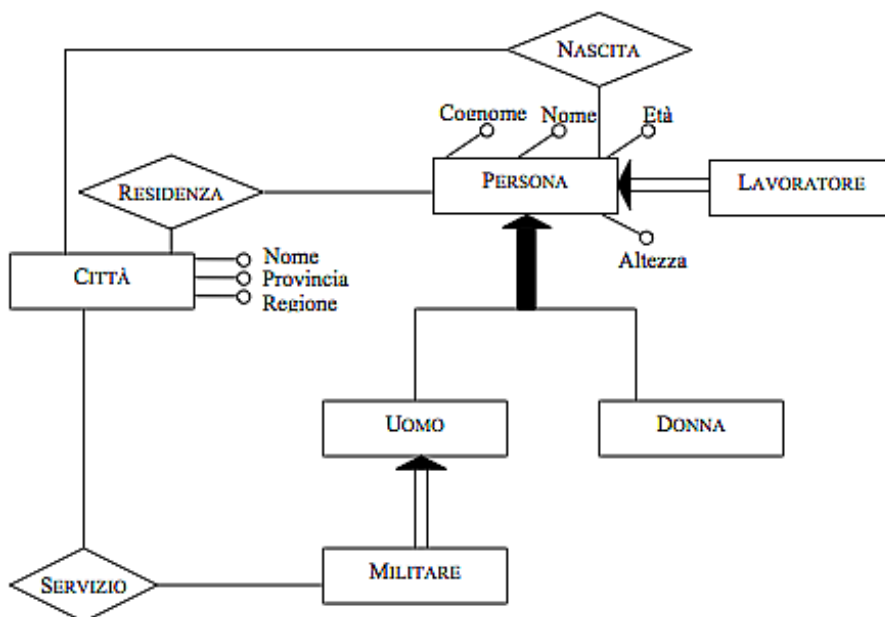 NASCITA
Cognome Nome Età
PERSONA
LAVORATORE
RESIDENZA
Altezza
CITTÀ
Nome
Provincia
Regione
UOMO
DONNA
MILITARE
SERVIZIO